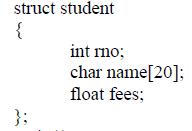 struct student
{
int rno;
char name[20];
float fees;
};